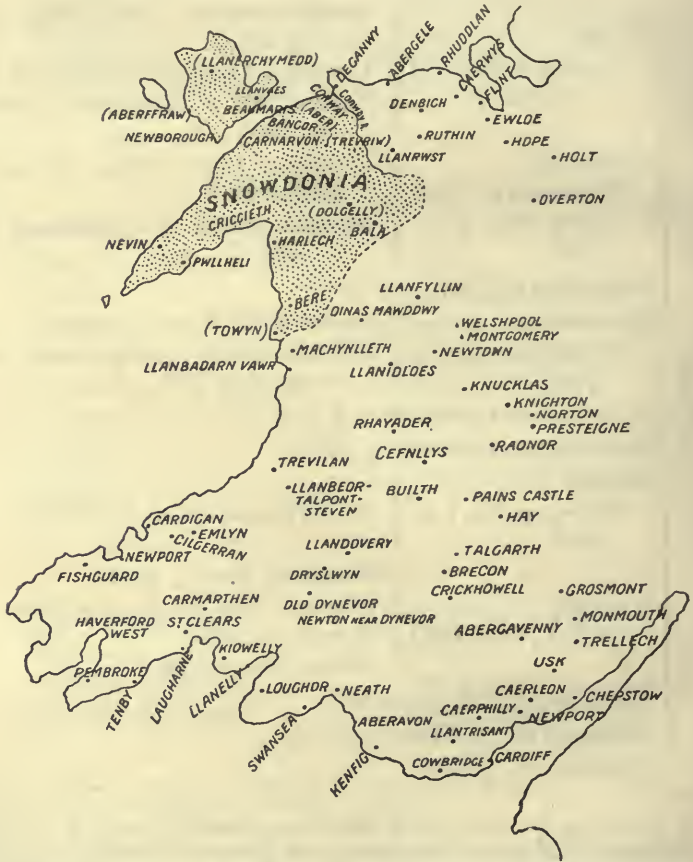 (LLANERCHYMEDD)
LLANVAES
(ABERFFRAW)
BEAUMARIS
(ABER)
NEWBOROUGH
BANGOR
CONWAY
CONWAY R.
DEGANWY
ABERGELE
RHUDDLAN
CAERWYS
FLINT
DENBIGH
EWLOE
CARNARVON
(TREVRIW)
RUTHIN
HOPE
LLANRWST
HOLT
SNOWDONIA
OVERTON
(DOLGELLY)
CRICCIETH
BALA
NEVIN
HARLECH
PWLLHELI
BERE
LLANFYLLIN
DINAS MAWDDWY
(TOWYN)
WELSHPOOL
MONTGOMERY
MACHYNLLETH
NEWTOWN
LLANBADARN VAWR
LLANIDLOES
KNUCKLAS
KNIGHTON
NORTON
PRESTEIGNE
RHAYADER
RADNOR
CEFNLLYS
TREVILAN
LLANBEDR-
TALPONT-
STEVEN
BUILTH
PAINS CASTLE
HAY
CARDIGAN
EMLYN
CILGERRAN
NEWPORT
LLANDOVERY
TALGARTH
FISHGUARD
DRYSLWYN
BRECON
CRICKHOWELL
GROSMONT
CARMARTHEN
OLD DYNEVOR
NEWTON NEAR DYNEVOR
HAVERFORD
WEST
ST CLEARS
MONMOUTH
ABERGAVENNY
TRELLECH
KIDWELLY
USK
PEMBROKE
TENBY
LAUGHARNE
LLANELLY
LOUGHOR
NEATH
CAERLEON
CHEPSTOW
SWANSEA
ABERAVON
CAERPHILLY
NEWPORT
LLANTRISANT
KENFIG
COWBRIDGE
CARDIFF